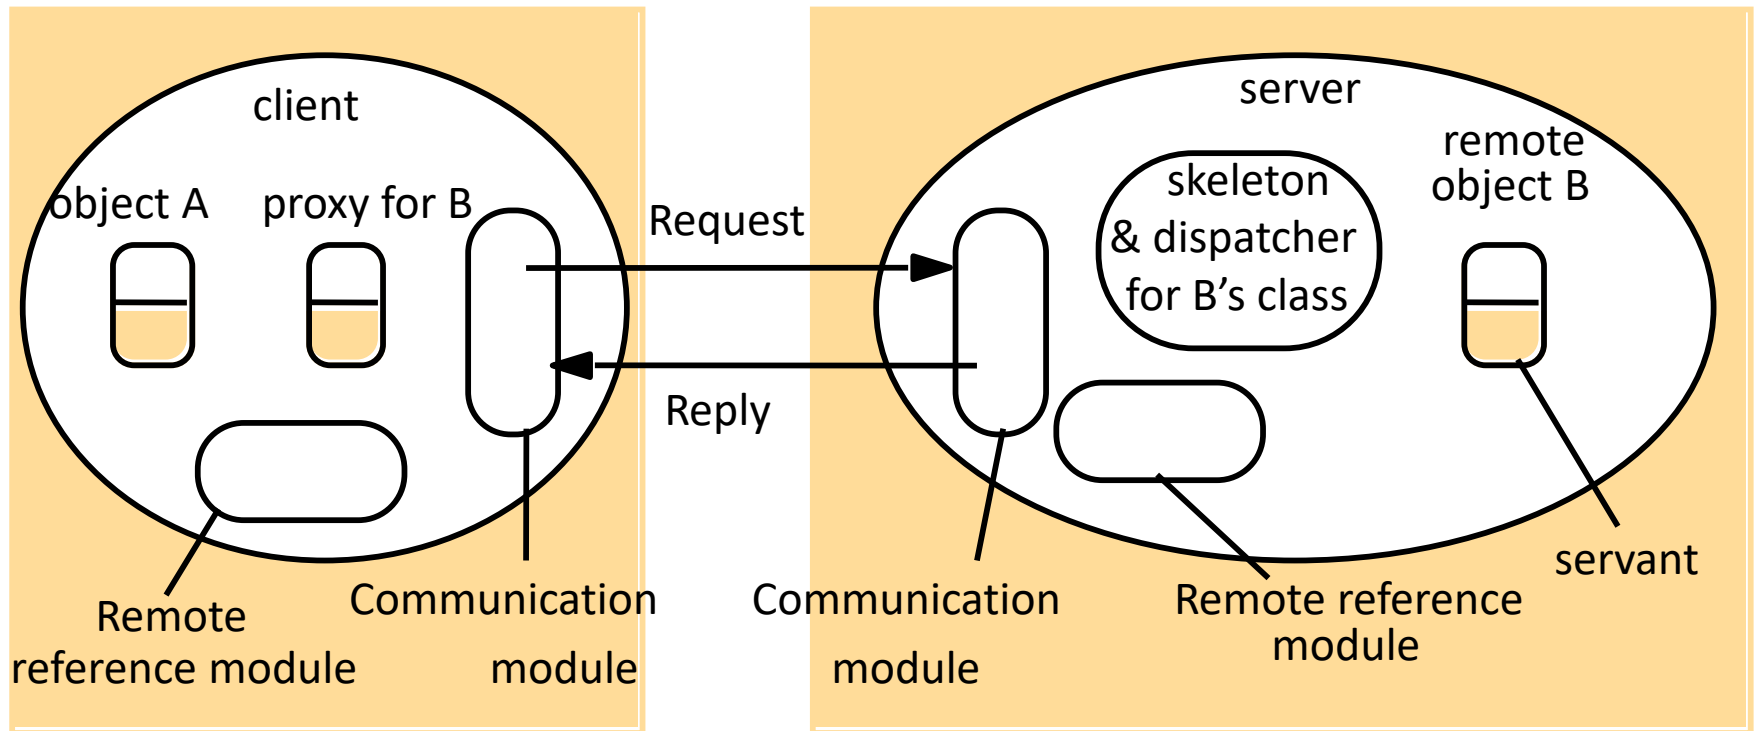 client
object A
proxy for B
Remote
reference module
Communication
module
Request
Reply
server
skeleton
& dispatcher
for B’s class
remote
object B
Communication
module
Remote reference
module
servant